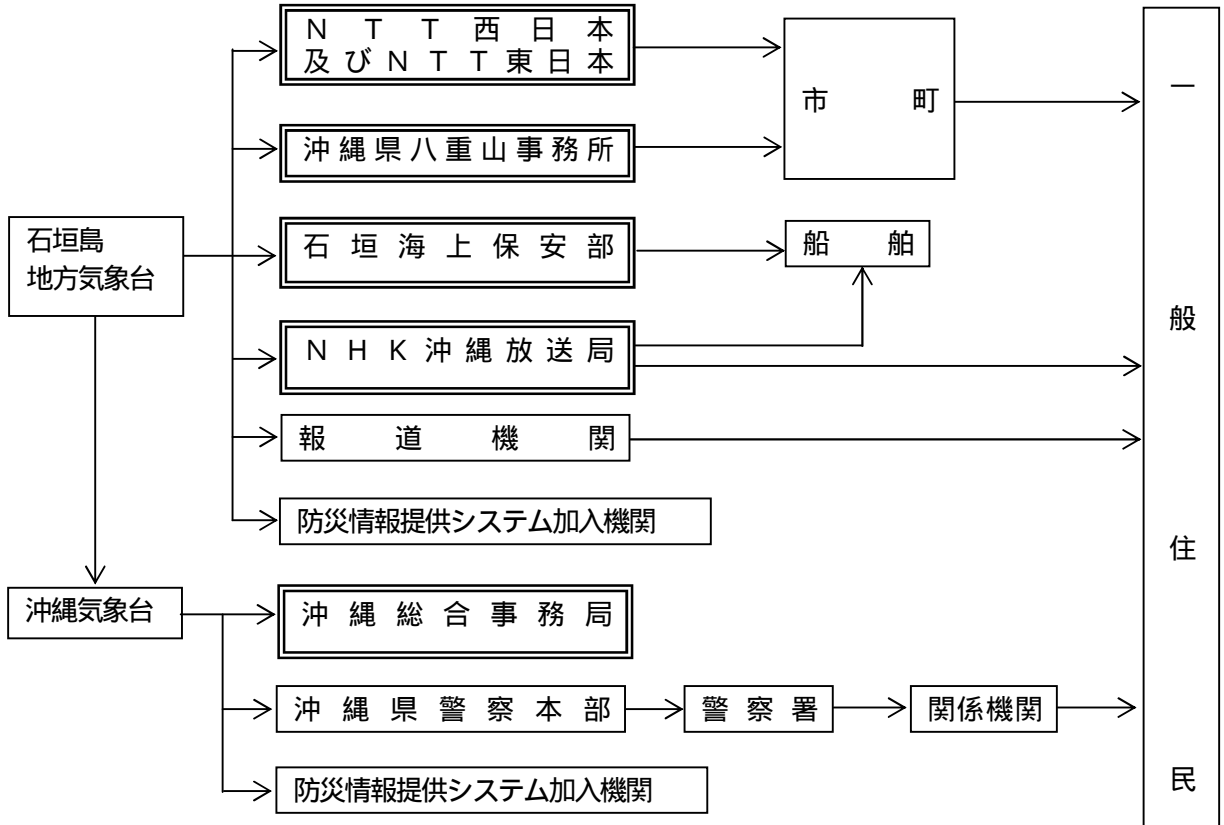 NTT西日本
及びNTT東日本
市町
一般住民
沖縄県八重山事務所
石垣島
地方気象台
石垣海上保安部
船舶
NHK沖縄放送局
報道機関
防災情報提供システム加入機関
沖縄気象台
沖縄総合事務局
沖縄県警察本部
警察署
関係機関
防災情報提供システム加入機関